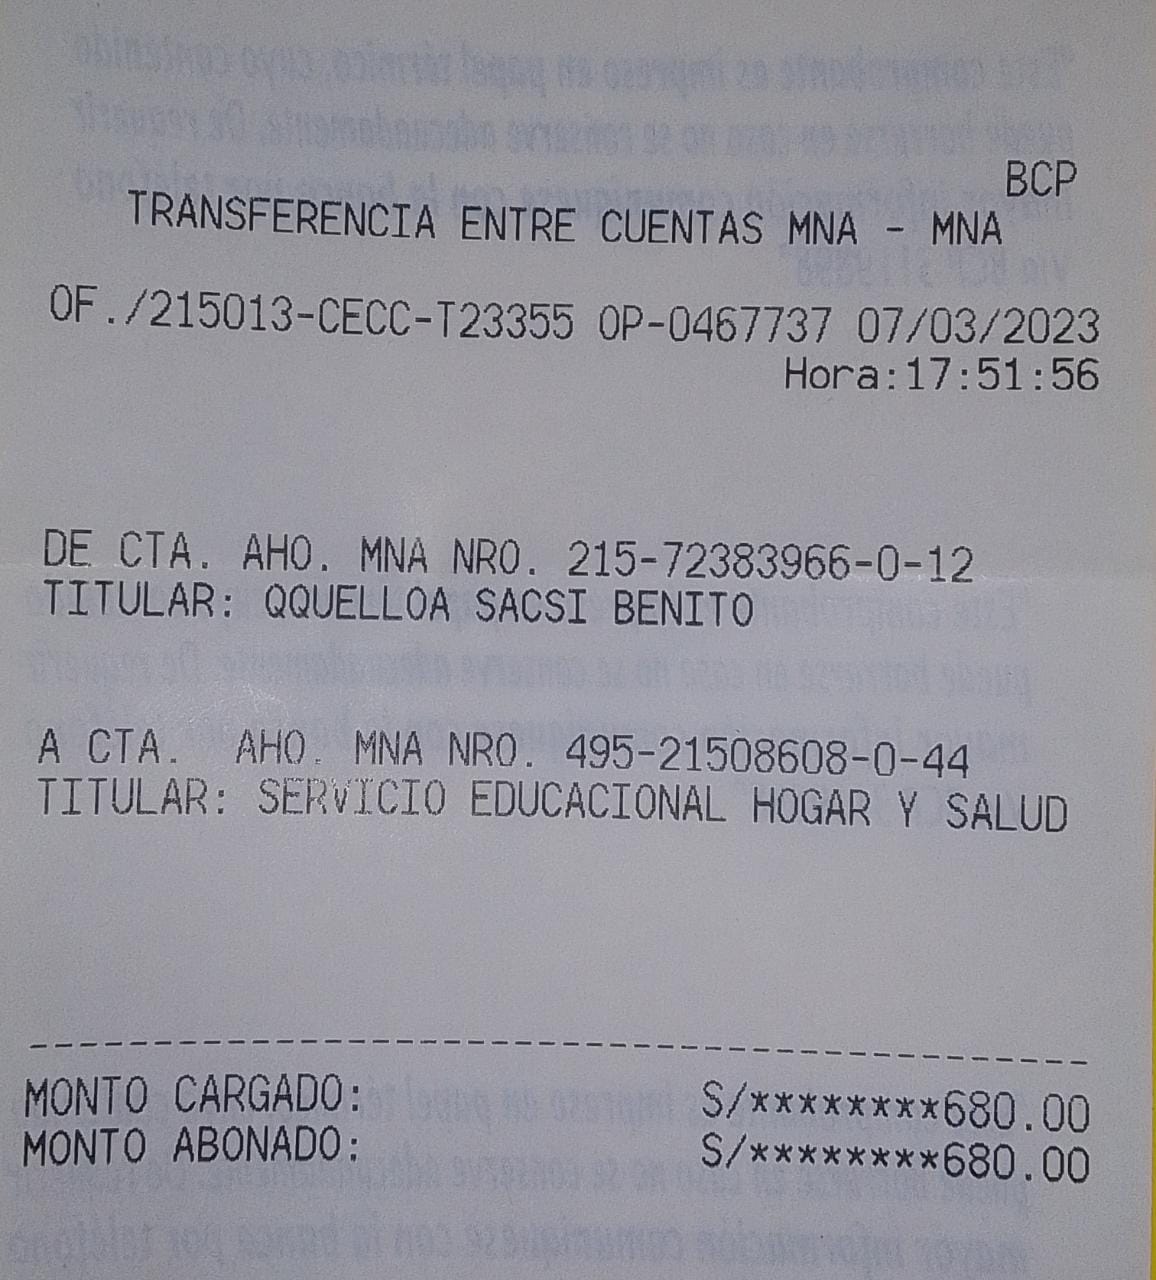 BCP
TRANSFERENCIA ENTRE CUENTAS MNA - MNA
OF./215013-CECC-T23355 OP-0467737 07/03/2023
Hora:17:51:56
DE CTA. AHO. MNA NRO. 215-72383966-0-12
TITULAR: QQUELLOA SACSI BENITO
A CTA. AHO. MNA NRO. 495-21508608-0-44
TITULAR: SERVICIO EDUCACIONAL HOGAR Y SALUD
MONTO CARGADO: S/********680.00
MONTO ABONADO: S/********680.00